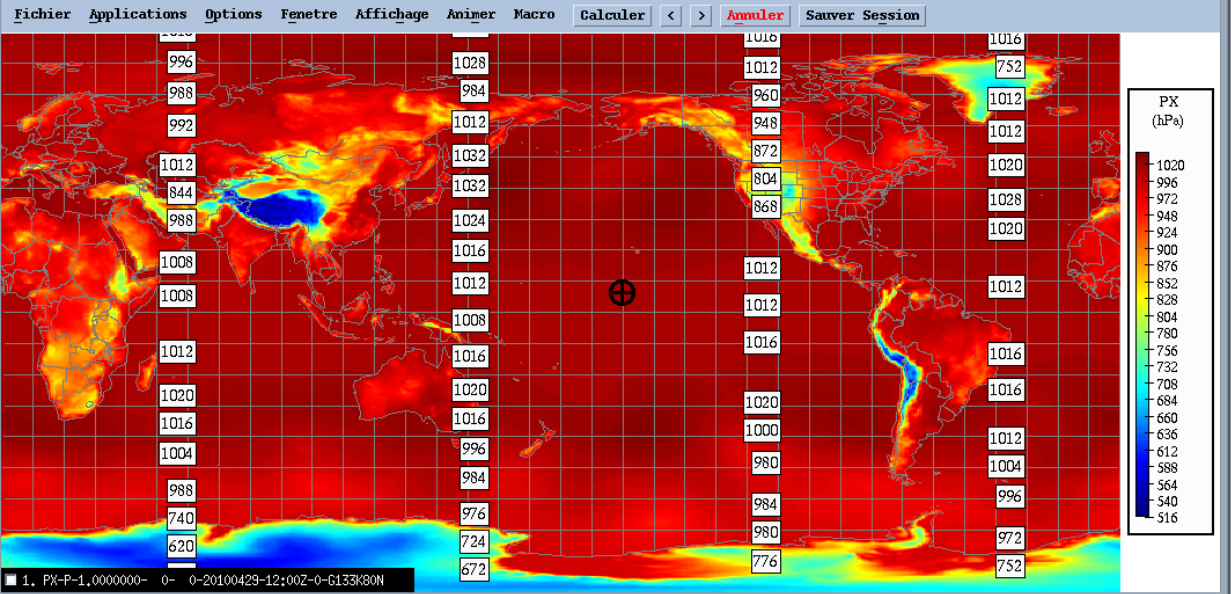 Fichier Applications Options Fenetre Affichage Animer Macro Calculer < > Annuler Sauver Session
1016 1016
996 1028 1012 752
988 984 960 1012
992 1012 948 1012
1012 1032 872 1020
844 1032 804 1028
988 1024 868 1020
1008 1016 1012 1012
1008 1012 1012
1012 1008 1016 1016
1020 1016 1020 1016
1016 1020 1000 1012
1004 1016 980 1004
988 996 984 996
740 984 980 972
620 976 776 752
724
672
PX
(hPa)
1020
996
972
948
924
900
876
852
828
804
780
756
732
708
684
660
636
612
588
564
540
516
1. PX-P-1.0000000- 0- 0-20100429-12:00Z-0-G133K80N